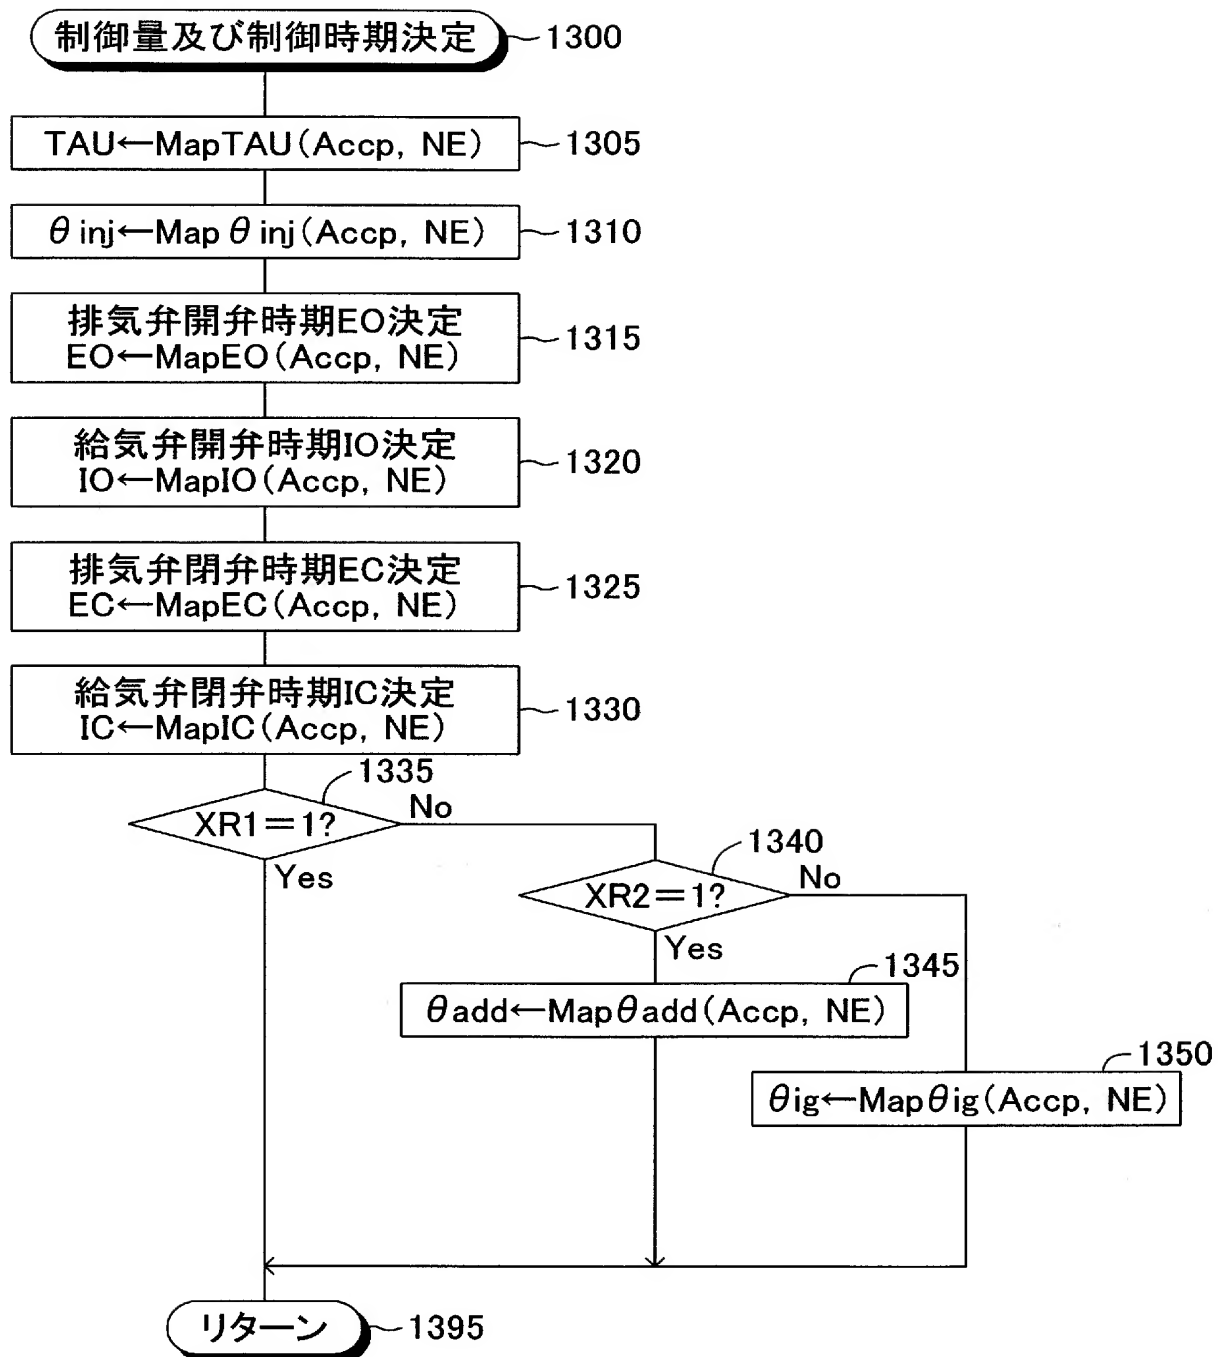 制御量及び制御時期決定 1300
TAU←MapTAU(Accp, NE) 1305
θinj←Mapθinj(Accp, NE) 1310
排気弁開弁時期EO決定
EO←MapEO(Accp, NE) 1315
給気弁開弁時期IO決定
IO←MapIO(Accp, NE) 1320
排気弁閉弁時期EC決定
EC←MapEC(Accp, NE) 1325
給気弁閉弁時期IC決定
IC←MapIC(Accp, NE) 1330
1335
XR1=1? No
Yes
1340
XR2=1? No
Yes
1345
θadd←Mapθadd(Accp, NE)
1350
θig←Mapθig(Accp, NE)
リターン 1395